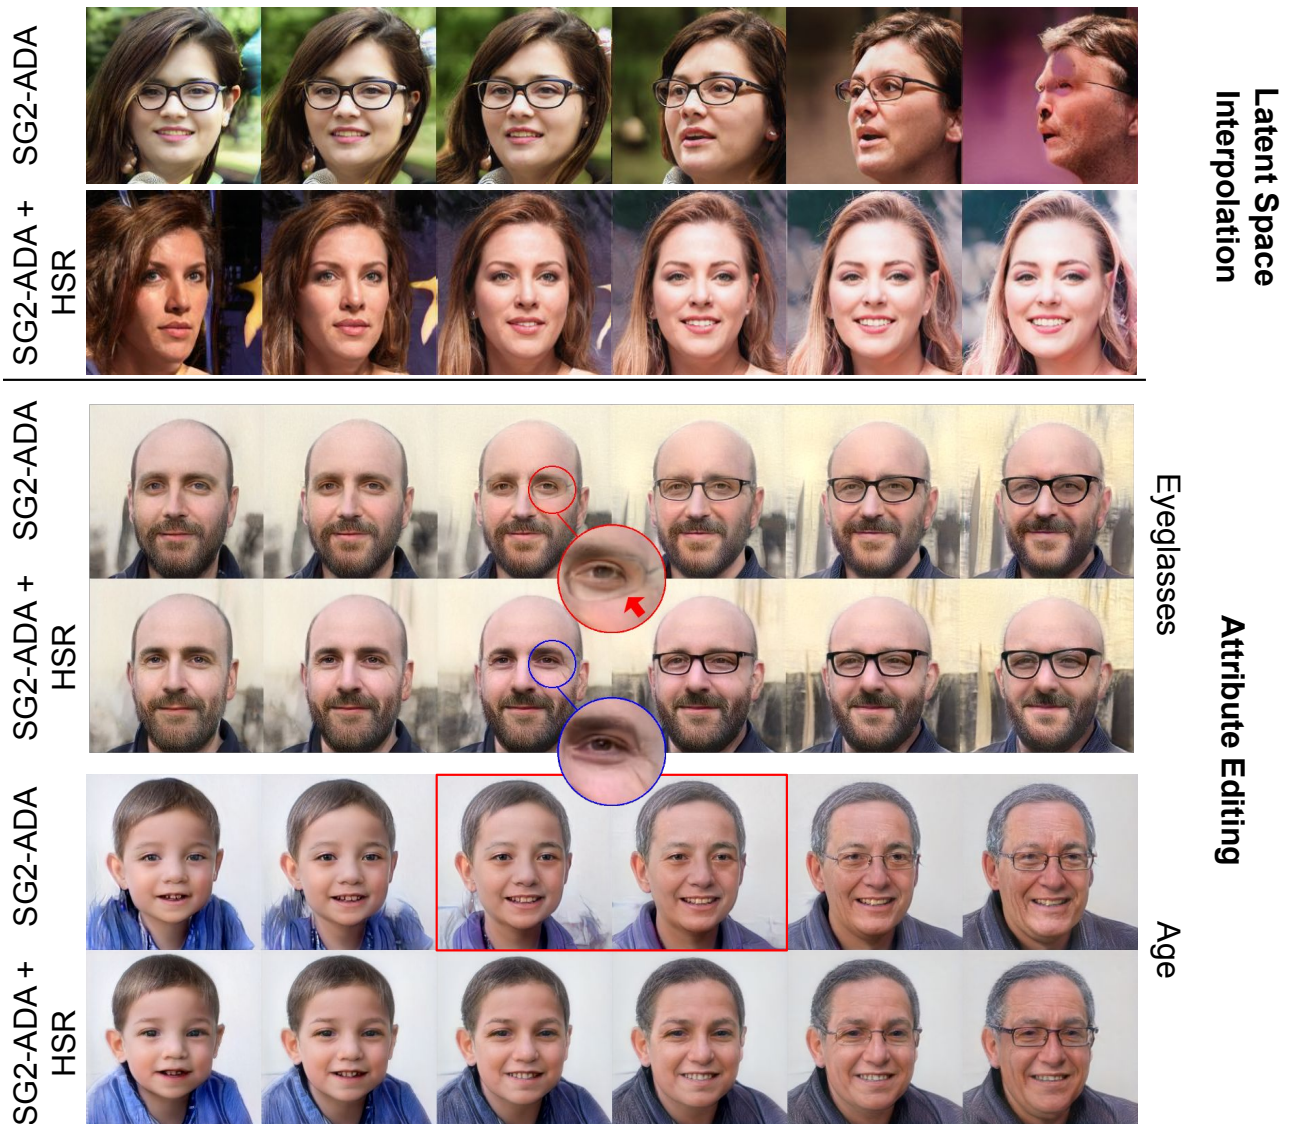 SG2-ADA
SG2-ADA +
HSR
Latent Space
Interpolation
SG2-ADA
SG2-ADA +
HSR
Eyeglasses
SG2-ADA
SG2-ADA +
HSR
Age
Attribute Editing